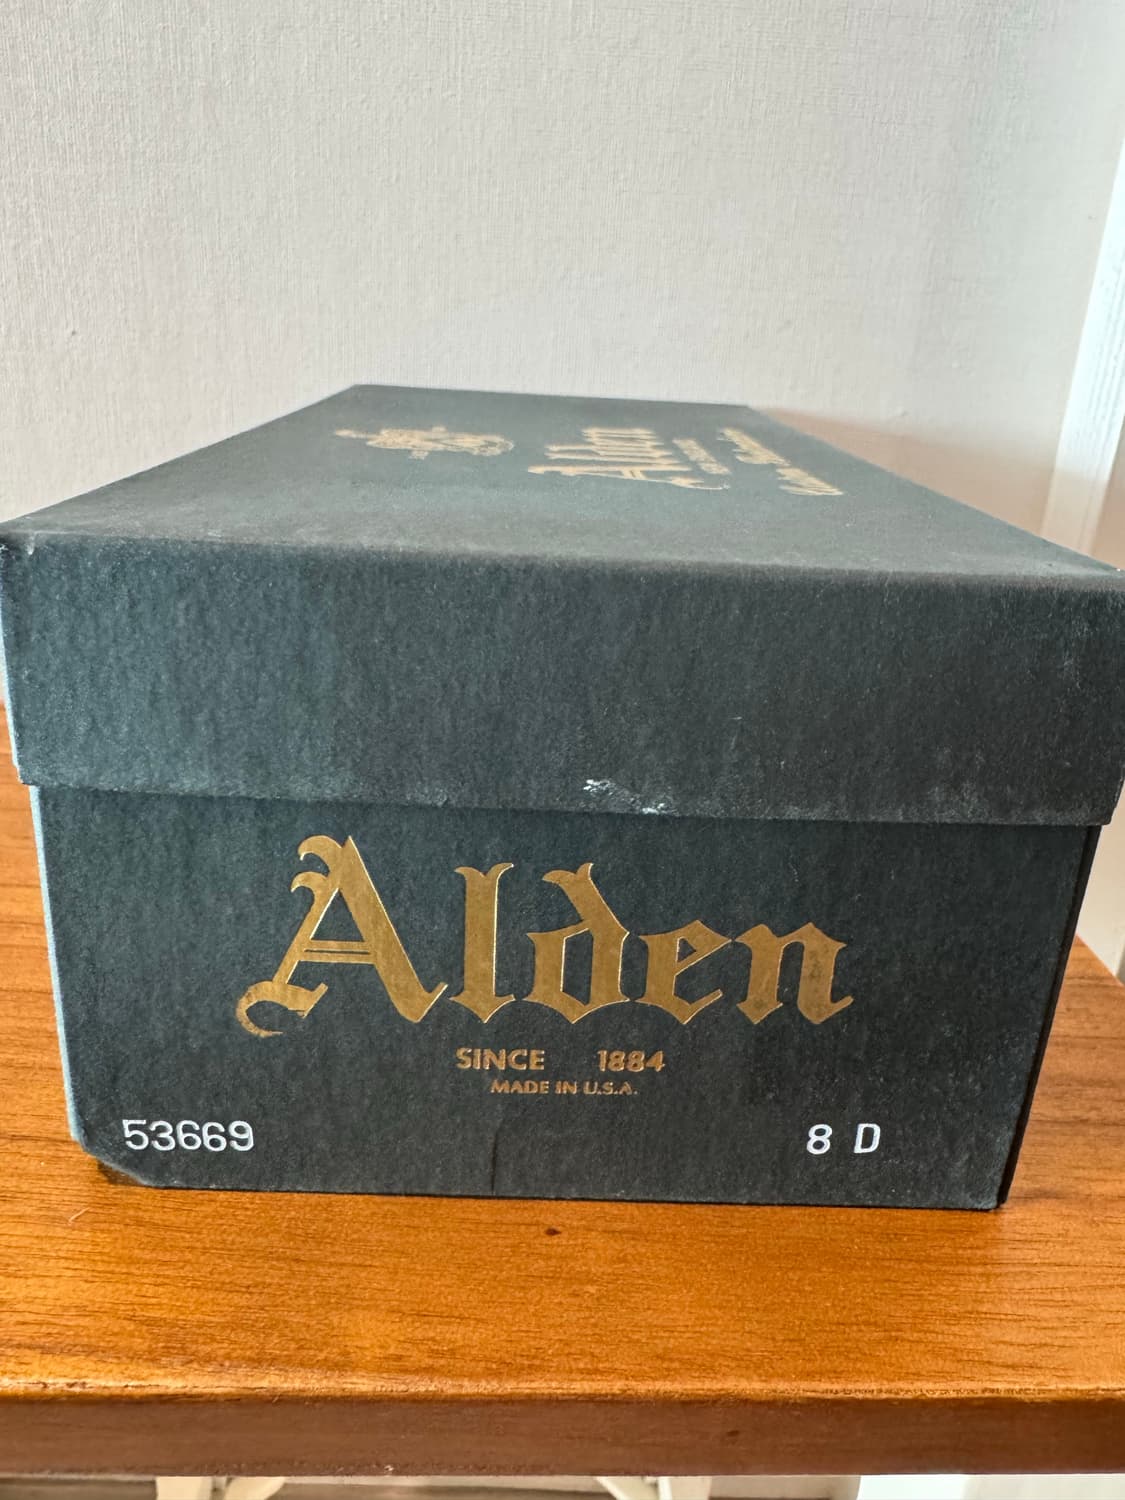 Alden
Alden
SINCE 1884
MADE IN U.S.A.
53669 8 D